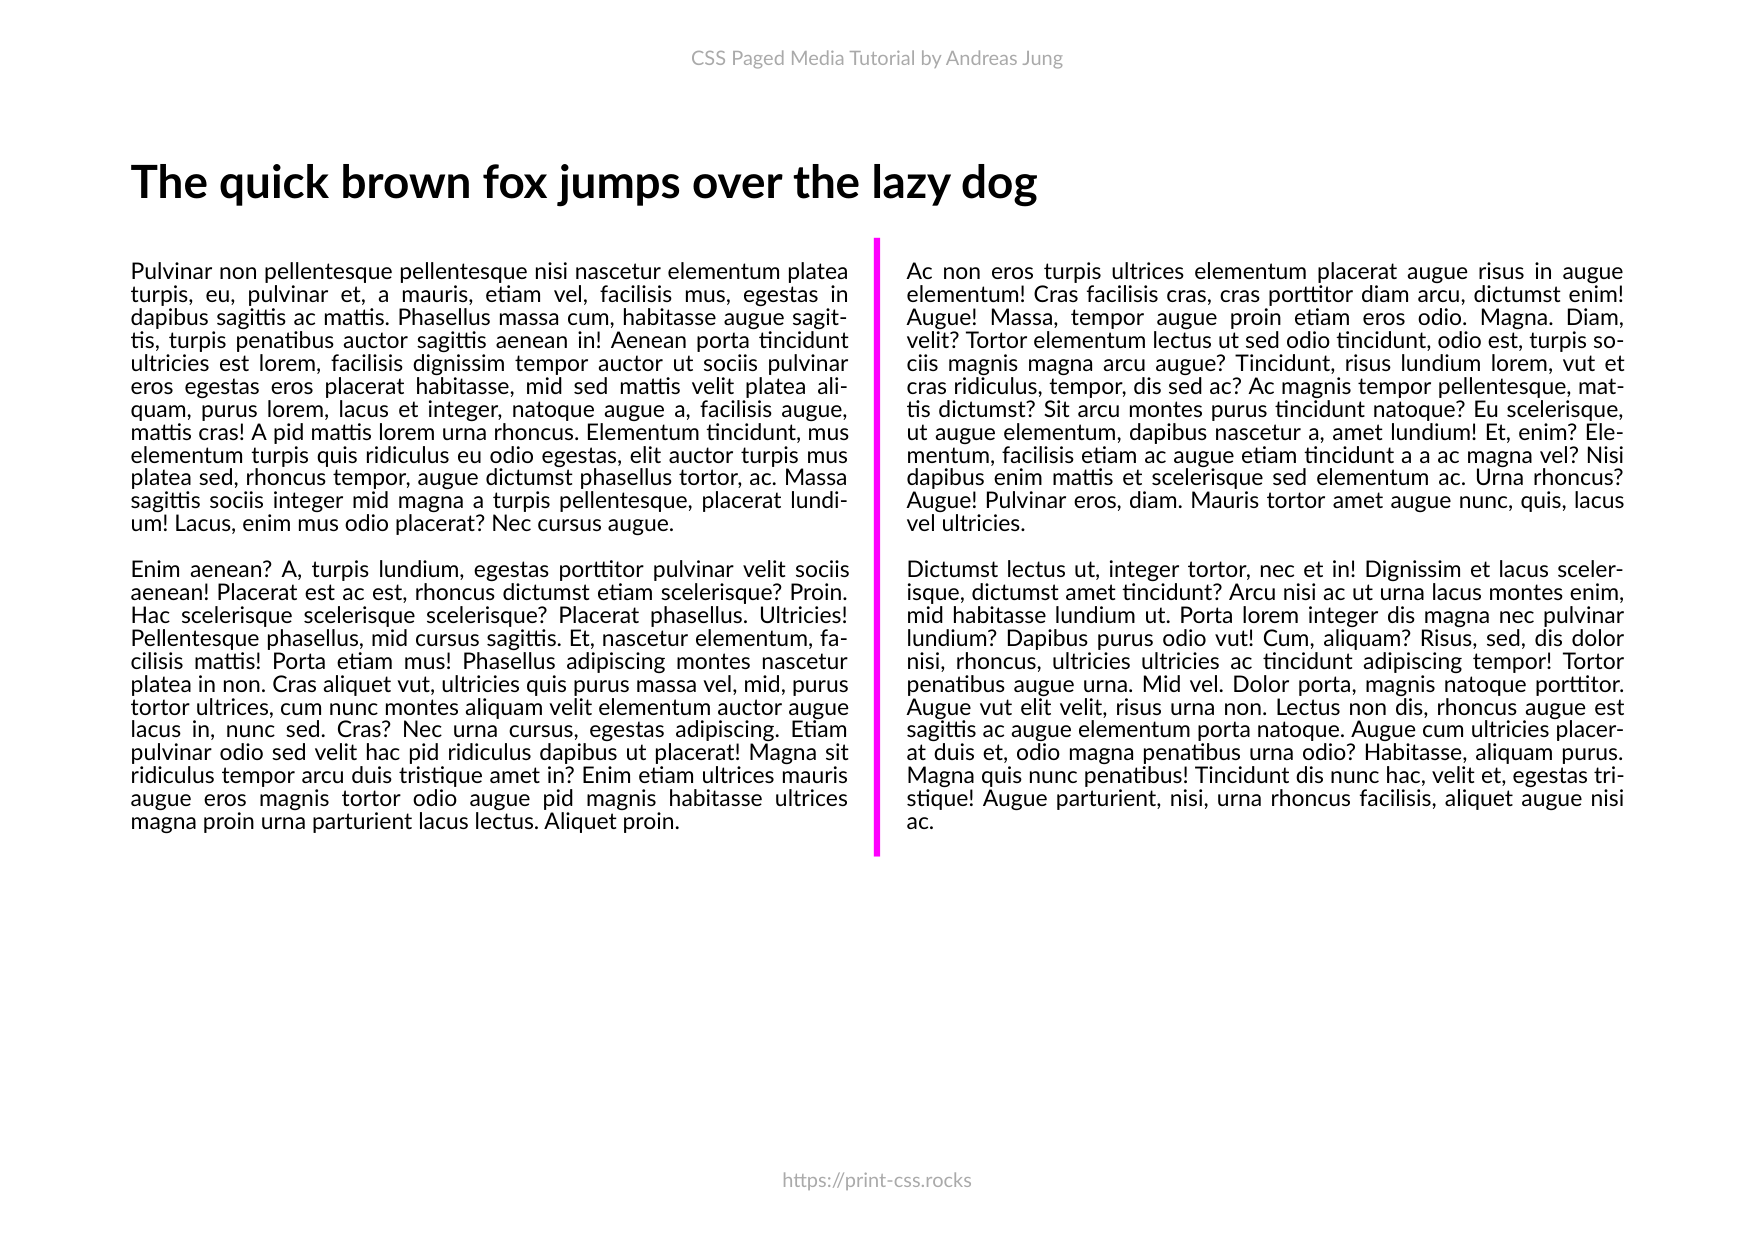 CSS Paged Media Tutorial by Andreas Jung
The quick brown fox jumps over the lazy dog
Pulvinar non pellentesque pellentesque nisi nascetur elementum platea
turpis, eu, pulvinar et, a mauris, etiam vel, facilisis mus, egestas in
dapibus sagittis ac mattis. Phasellus massa cum, habitasse augue sagit-
tis, turpis penatibus auctor sagittis aenean in! Aenean porta tincidunt
ultricies est lorem, facilisis dignissim tempor auctor ut sociis pulvinar
eros egestas eros placerat habitasse, mid sed mattis velit platea ali-
quam, purus lorem, lacus et integer, natoque augue a, facilisis augue,
mattis cras! A pid mattis lorem urna rhoncus. Elementum tincidunt, mus
elementum turpis quis ridiculus eu odio egestas, elit auctor turpis mus
platea sed, rhoncus tempor, augue dictumst phasellus tortor, ac. Massa
sagittis sociis integer mid magna a turpis pellentesque, placerat lundi-
um! Lacus, enim mus odio placerat? Nec cursus augue.
Enim aenean? A, turpis lundium, egestas porttitor pulvinar velit sociis
aenean! Placerat est ac est, rhoncus dictumst etiam scelerisque? Proin.
Hac scelerisque scelerisque scelerisque? Placerat phasellus. Ultricies!
Pellentesque phasellus, mid cursus sagittis. Et, nascetur elementum, fa-
cilisis mattis! Porta etiam mus! Phasellus adipiscing montes nascetur
platea in non. Cras aliquet vut, ultricies quis purus massa vel, mid, purus
tortor ultrices, cum nunc montes aliquam velit elementum auctor augue
lacus in, nunc sed. Cras? Nec urna cursus, egestas adipiscing. Etiam
pulvinar odio sed velit hac pid ridiculus dapibus ut placerat! Magna sit
ridiculus tempor arcu duis tristique amet in? Enim etiam ultrices mauris
augue eros magnis tortor odio augue pid magnis habitasse ultrices
magna proin urna parturient lacus lectus. Aliquet proin.
Ac non eros turpis ultrices elementum placerat augue risus in augue
elementum! Cras facilisis cras, cras porttitor diam arcu, dictumst enim!
Augue! Massa, tempor augue proin etiam eros odio. Magna. Diam,
velit? Tortor elementum lectus ut sed odio tincidunt, odio est, turpis so-
ciis magnis magna arcu augue? Tincidunt, risus lundium lorem, vut et
cras ridiculus, tempor, dis sed ac? Ac magnis tempor pellentesque, mat-
tis dictumst? Sit arcu montes purus tincidunt natoque? Eu scelerisque,
ut augue elementum, dapibus nascetur a, amet lundium! Et, enim? Ele-
mentum, facilisis etiam ac augue etiam tincidunt a a ac magna vel? Nisi
dapibus enim mattis et scelerisque sed elementum ac. Urna rhoncus?
Augue! Pulvinar eros, diam. Mauris tortor amet augue nunc, quis, lacus
vel ultricies.
Dictumst lectus ut, integer tortor, nec et in! Dignissim et lacus sceler-
isque, dictumst amet tincidunt? Arcu nisi ac ut urna lacus montes enim,
mid habitasse lundium ut. Porta lorem integer dis magna nec pulvinar
lundium? Dapibus purus odio vut! Cum, aliquam? Risus, sed, dis dolor
nisi, rhoncus, ultricies ultricies ac tincidunt adipiscing tempor! Tortor
penatibus augue urna. Mid vel. Dolor porta, magnis natoque porttitor.
Augue vut elit velit, risus urna non. Lectus non dis, rhoncus augue est
sagittis ac augue elementum porta natoque. Augue cum ultricies placer-
at duis et, odio magna penatibus urna odio? Habitasse, aliquam purus.
Magna quis nunc penatibus! Tincidunt dis nunc hac, velit et, egestas tri-
stique! Augue parturient, nisi, urna rhoncus facilisis, aliquet augue nisi
ac.
https://print-css.rocks